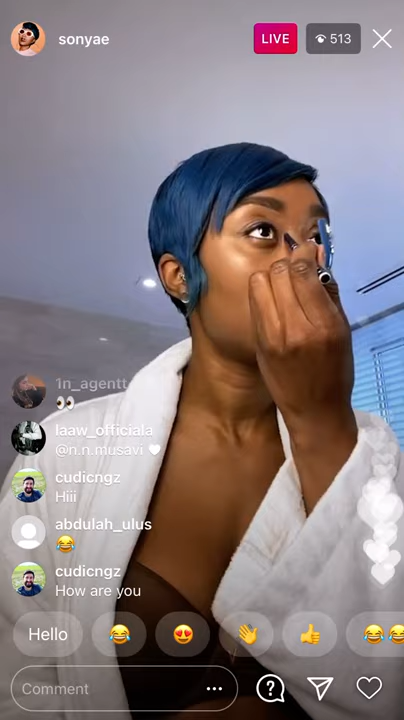 sonyae
LIVE
513
1n_agentt
👀
laaw_officiala
@n.n.musavi 🤍
cudicngz
Hiii
abdulah_ulus
😂
cudicngz
How are you
Hello 😂 😍 👋 👍 😂😂
Comment